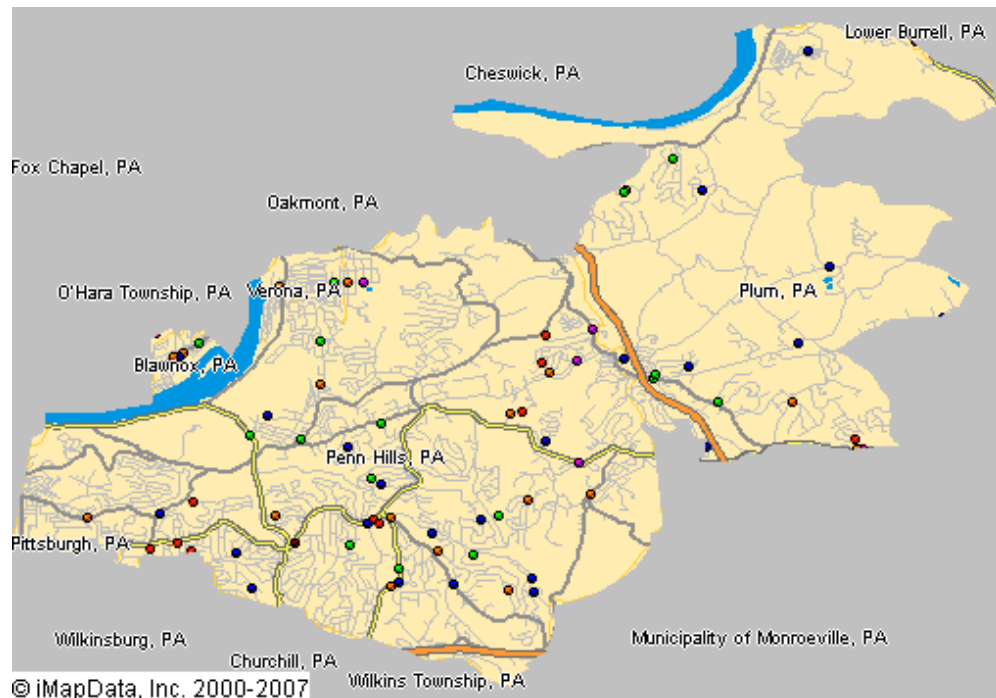 Lower Burrell, PA
Cheswick, PA
Fox Chapel, PA
Oakmont, PA
O'Hara Township, PA
Verona, PA
Plum, PA
Blawnox, PA
Penn Hills, PA
Pittsburgh, PA
Wilkinsburg, PA
Municipality of Monroeville, PA
Churchill, PA
Wilkins Township, PA
© iMapData, Inc. 2000-2007